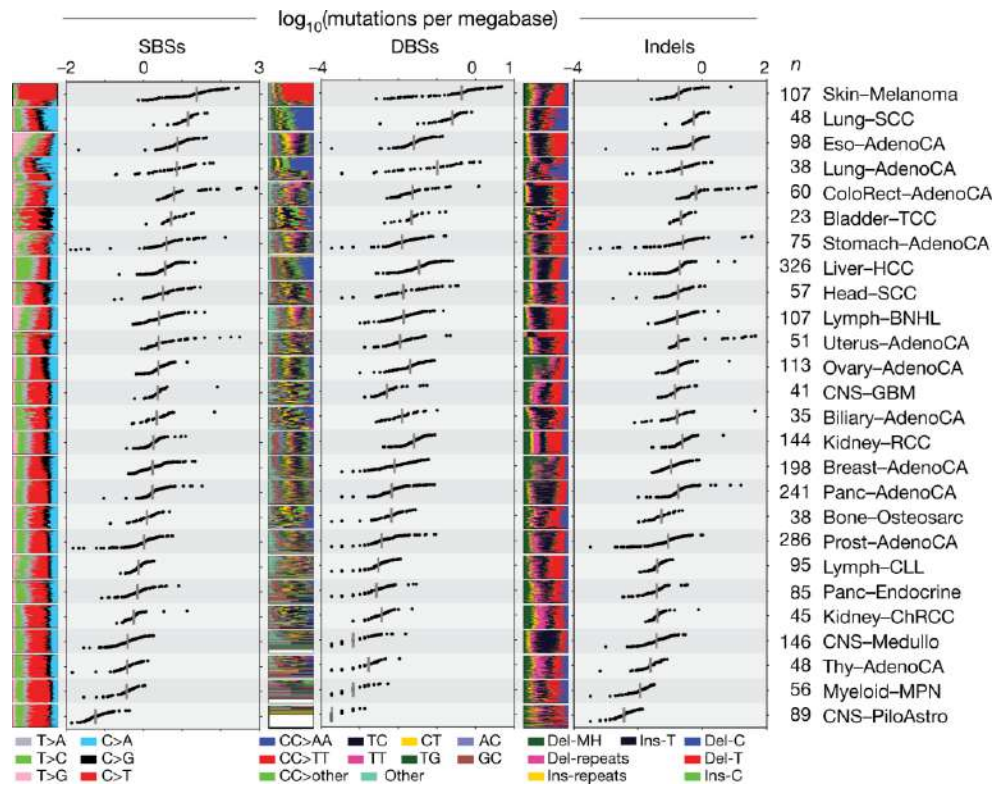 log10(mutations per megabase)
SBSs DBSs Indels
−2 0 3 −4 0 1 −4 0 2 n
107 Skin–Melanoma
48 Lung–SCC
98 Eso–AdenoCA
38 Lung–AdenoCA
60 ColoRect–AdenoCA
23 Bladder–TCC
75 Stomach–AdenoCA
326 Liver–HCC
57 Head–SCC
107 Lymph–BNHL
51 Uterus–AdenoCA
113 Ovary–AdenoCA
41 CNS–GBM
35 Biliary–AdenoCA
144 Kidney–RCC
198 Breast–AdenoCA
241 Panc–AdenoCA
38 Bone–Osteosarc
286 Prost–AdenoCA
95 Lymph–CLL
85 Panc–Endocrine
45 Kidney–ChRCC
146 CNS–Medullo
48 Thy–AdenoCA
56 Myeloid–MPN
89 CNS–PiloAstro
T>A C>A CC>AA TC CT AC Del-MH Ins-T Del-C
T>C C>G CC>TT TT TG GC Del-repeats Del-T
T>G C>T CC>other Other Ins-repeats Ins-C